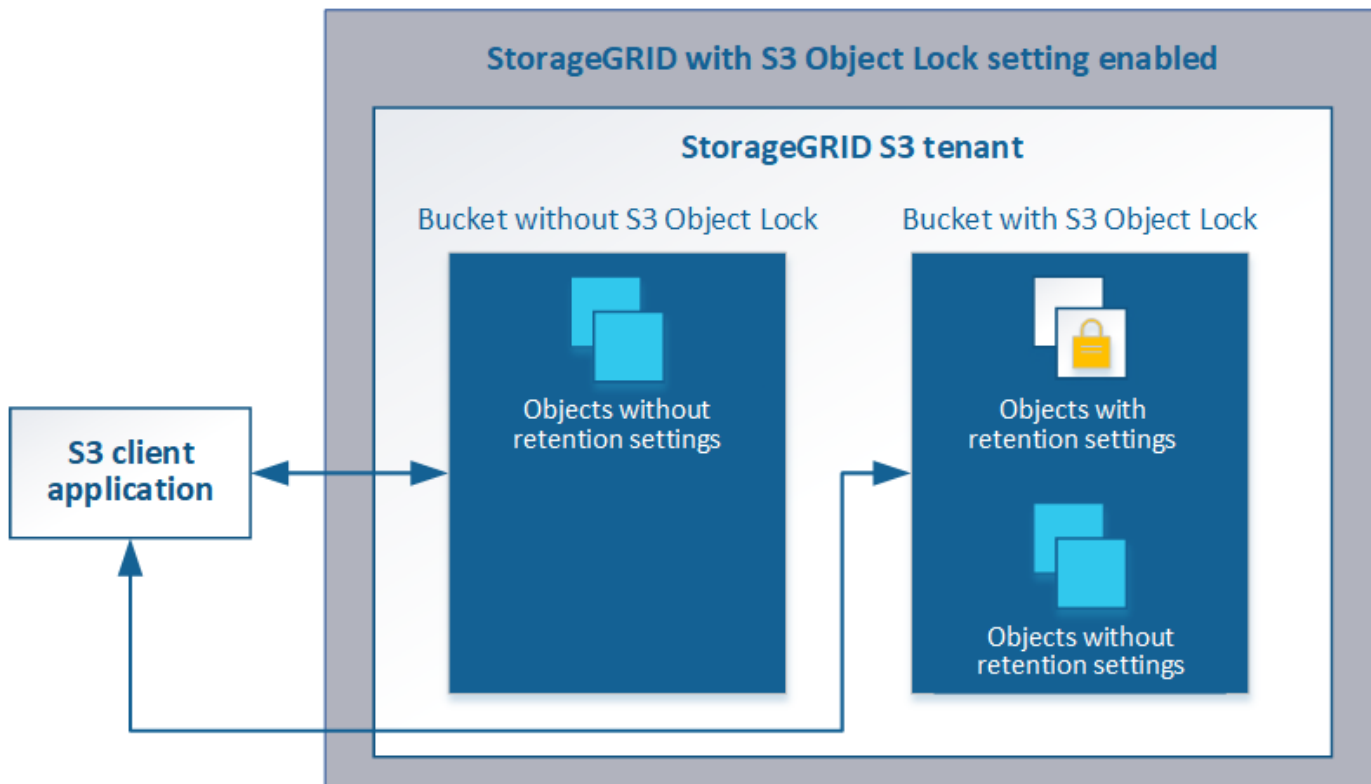 StorageGRID with S3 Object Lock setting enabled
StorageGRID S3 tenant
Bucket without S3 Object Lock
Bucket with S3 Object Lock
Objects without
retention settings
Objects with
retention settings
S3 client
application
Objects without
retention settings